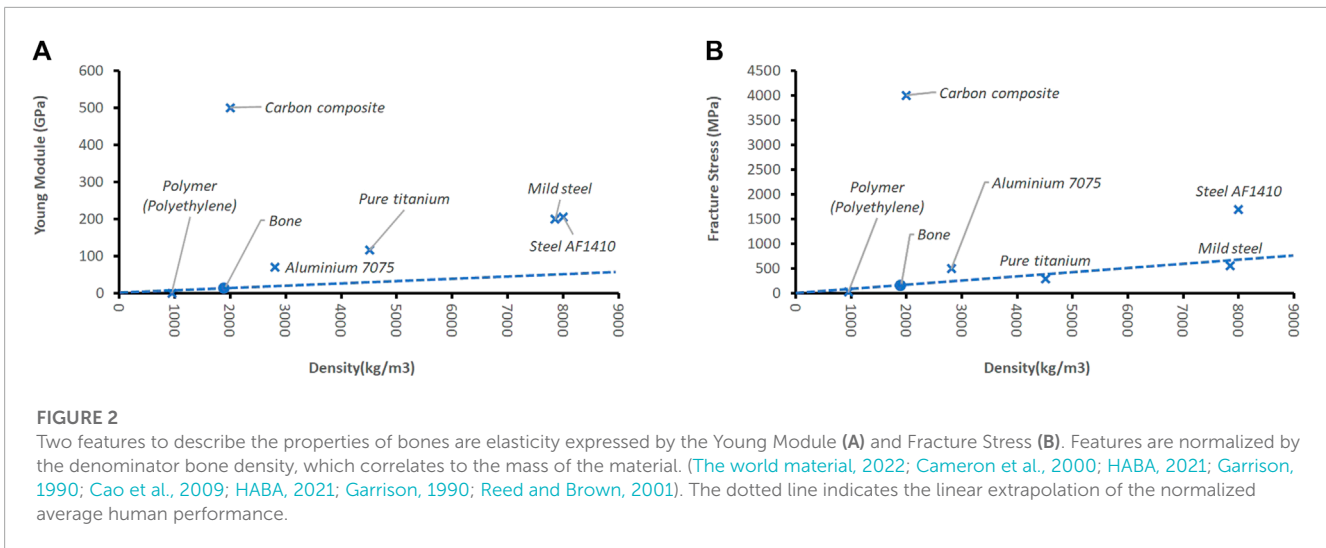 A
Young Module (GPa)
600
500
400
300
200
100
0
Carbon composite
Polymer
(Polyethylene)
Bone
Aluminium 7075
Pure titanium
Mild steel
Steel AF1410
0
1000
2000
3000
4000
5000
6000
7000
8000
9000
Density(kg/m3)
B
Fracture Stress (MPa)
4500
4000
3500
3000
2500
2000
1500
1000
500
0
Carbon composite
Polymer
(Polyethylene)
Bone
Aluminium 7075
Pure titanium
Steel AF1410
Mild steel
0
1000
2000
3000
4000
5000
6000
7000
8000
9000
Density(kg/m3)
FIGURE 2
Two features to describe the properties of bones are elasticity expressed by the Young Module (A) and Fracture Stress (B). Features are normalized by
the denominator bone density, which correlates to the mass of the material. (The world material, 2022; Cameron et al., 2000; HABA, 2021; Garrison,
1990; Cao et al., 2009; HABA, 2021; Garrison, 1990; Reed and Brown, 2001). The dotted line indicates the linear extrapolation of the normalized
average human performance.